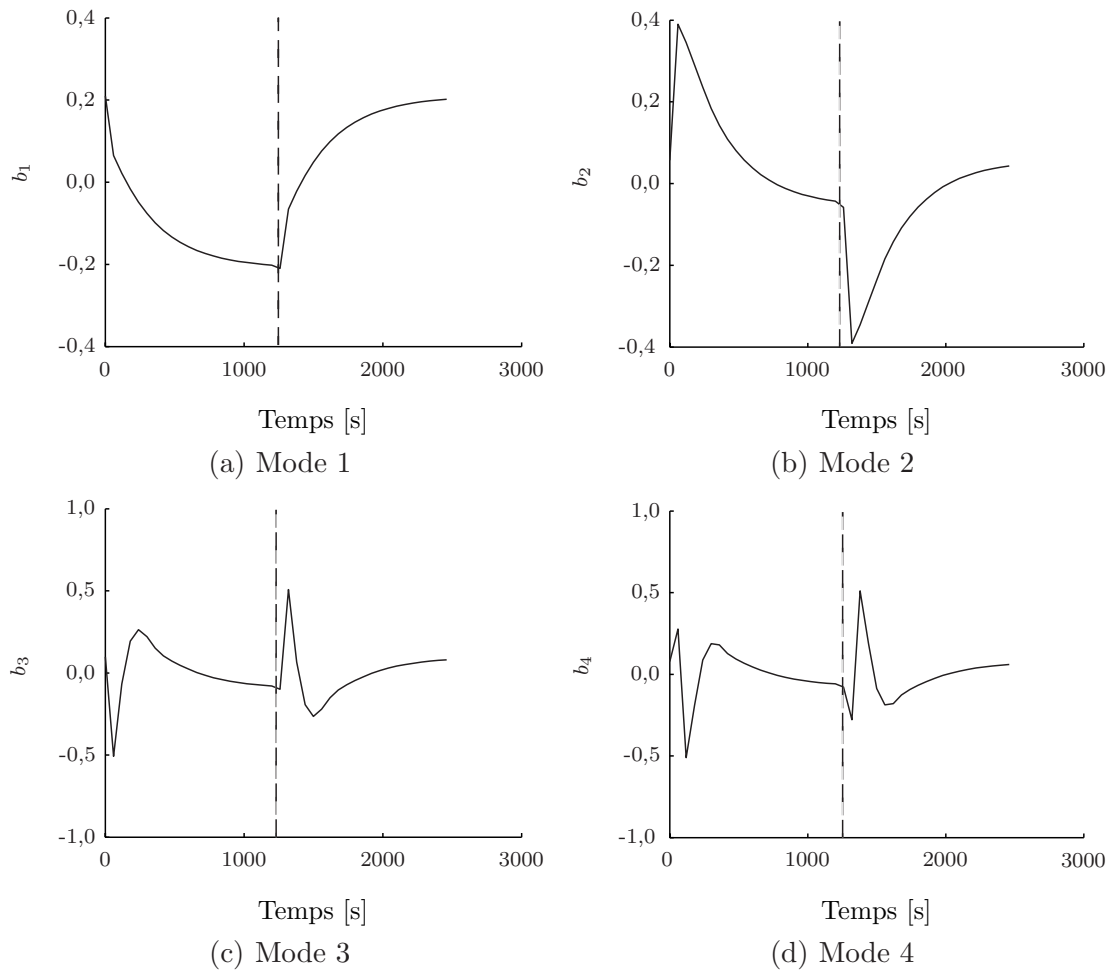 0,4
0,2
0,0
-0,2
-0,4
b1
0 1000 2000 3000
Temps [s]
(a) Mode 1
0,4
0,2
0,0
-0,2
-0,4
b2
0 1000 2000 3000
Temps [s]
(b) Mode 2
1,0
0,5
0,0
-0,5
-1,0
b3
0 1000 2000 3000
Temps [s]
(c) Mode 3
1,0
0,5
0,0
-0,5
-1,0
b4
0 1000 2000 3000
Temps [s]
(d) Mode 4